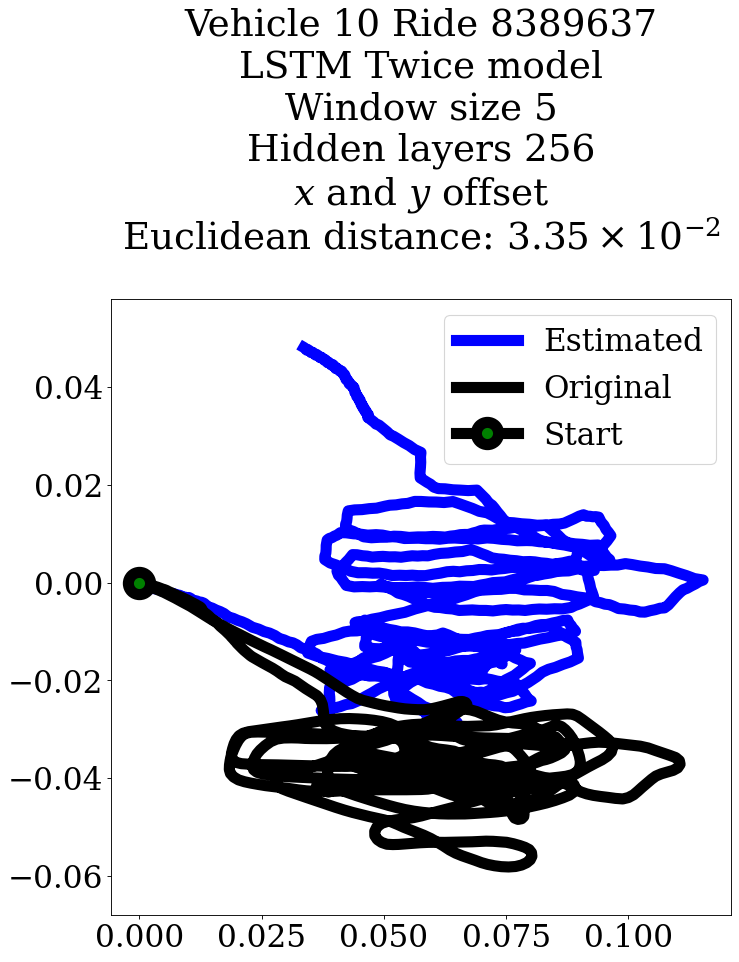 Vehicle 10 Ride 8389637
LSTM Twice model
Window size 5
Hidden layers 256
x and y offset
Euclidean distance: 3.35 × 10⁻²
Estimated
Original
Start
0.04
0.02
0.00
−0.02
−0.04
−0.06
0.000 0.025 0.050 0.075 0.100